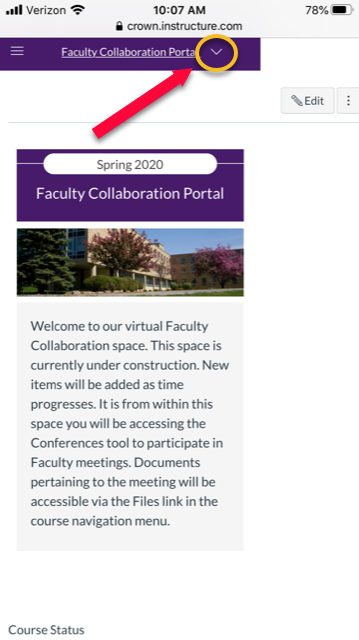 Verizon 10:07 AM 78%
crown.instructure.com
Faculty Collaboration Porta
Edit
Spring 2020
Faculty Collaboration Portal
Welcome to our virtual Faculty
Collaboration space. This space is
currently under construction. New
items will be added as time
progresses. It is from within this
space you will be accessing the
Conferences tool to participate in
Faculty meetings. Documents
pertaining to the meeting will be
accessible via the Files link in the
course navigation menu.
Course Status